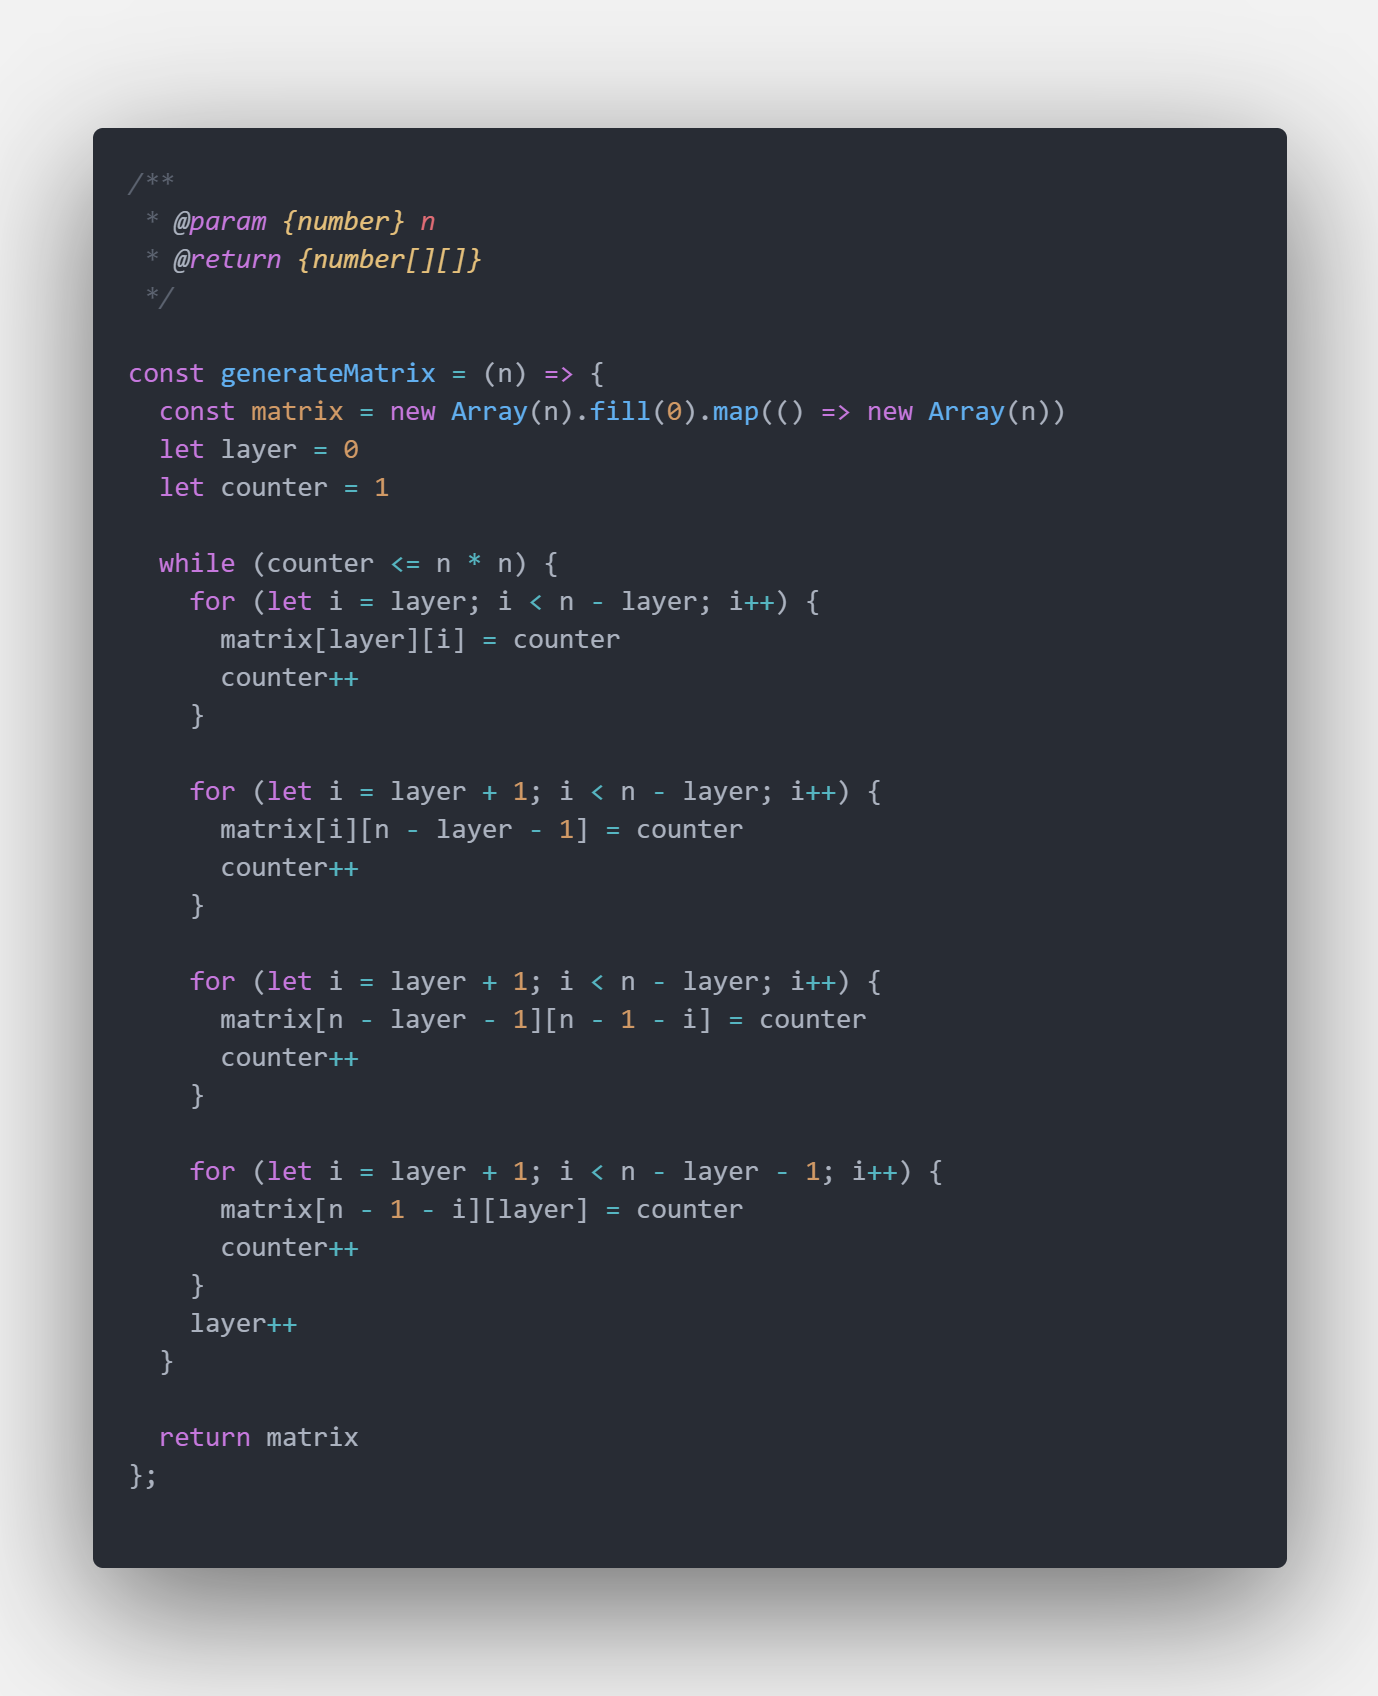 /**
 * @param {number} n
 * @return {number[][]}
 */

const generateMatrix = (n) => {
  const matrix = new Array(n).fill(0).map(() => new Array(n))
  let layer = 0
  let counter = 1

  while (counter <= n * n) {
    for (let i = layer; i < n - layer; i++) {
      matrix[layer][i] = counter
      counter++
    }

    for (let i = layer + 1; i < n - layer; i++) {
      matrix[i][n - layer - 1] = counter
      counter++
    }

    for (let i = layer + 1; i < n - layer; i++) {
      matrix[n - layer - 1][n - 1 - i] = counter
      counter++
    }

    for (let i = layer + 1; i < n - layer - 1; i++) {
      matrix[n - 1 - i][layer] = counter
      counter++
    }
    layer++
  }

  return matrix
};